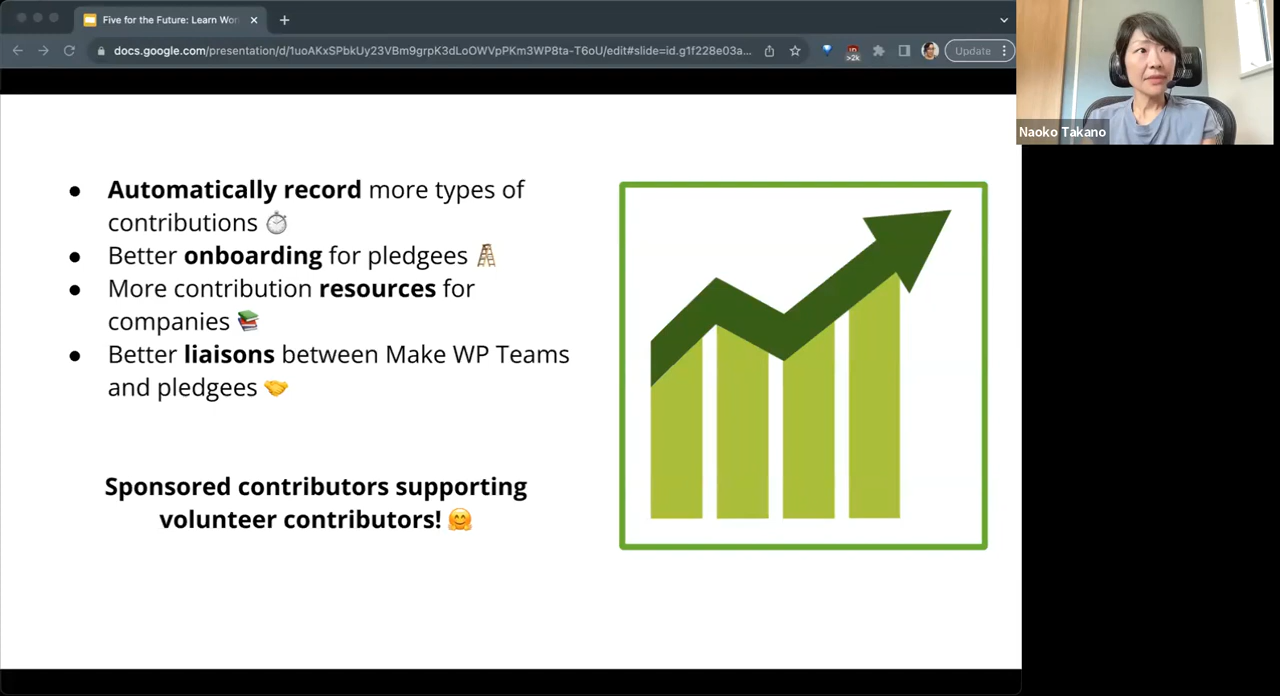 Five for the Future: Learn Wor
docs.google.com/presentation/d/1uoAKxSPbkUy23VBm9grpK3dLoOWVpPKm3WP8ta-T6oU/edit#slide=id.g1f228e03a...
>2k
Update
Naoko Takano
Automatically record more types of
contributions ⏱️
Better onboarding for pledgees 🪜
More contribution resources for
companies 📚
Better liaisons between Make WP Teams
and pledgees 🤝
Sponsored contributors supporting
volunteer contributors! 🤗